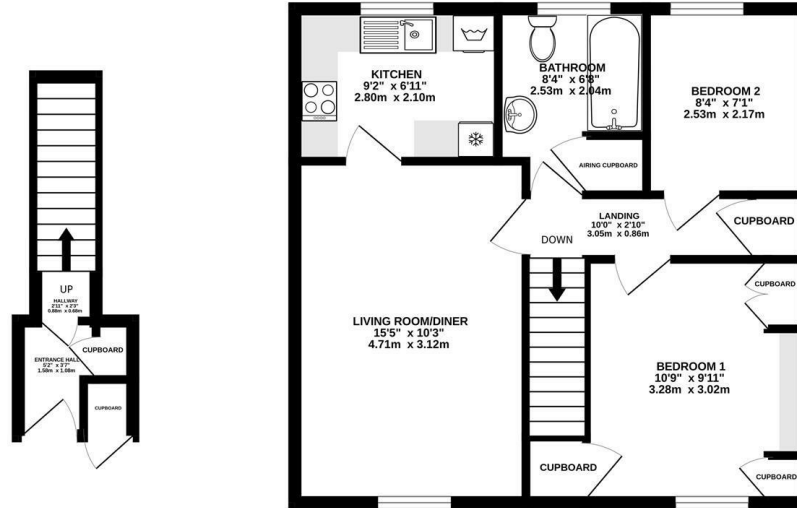 UP
HALLWAY
2'11" x 2'3"
0.88m x 0.68m
CUPBOARD
ENTRANCE HALL
5'2" x 3'7"
1.58m x 1.08m
CUPBOARD
KITCHEN
9'2" x 6'11"
2.80m x 2.10m
BATHROOM
8'4" x 6'8"
2.53m x 2.04m
AIRING CUPBOARD
BEDROOM 2
8'4" x 7'1"
2.53m x 2.17m
LANDING
10'0" x 2'10"
3.05m x 0.86m
DOWN
CUPBOARD
CUPBOARD
LIVING ROOM/DINER
15'5" x 10'3"
4.71m x 3.12m
BEDROOM 1
10'9" x 9'11"
3.28m x 3.02m
CUPBOARD
CUPBOARD